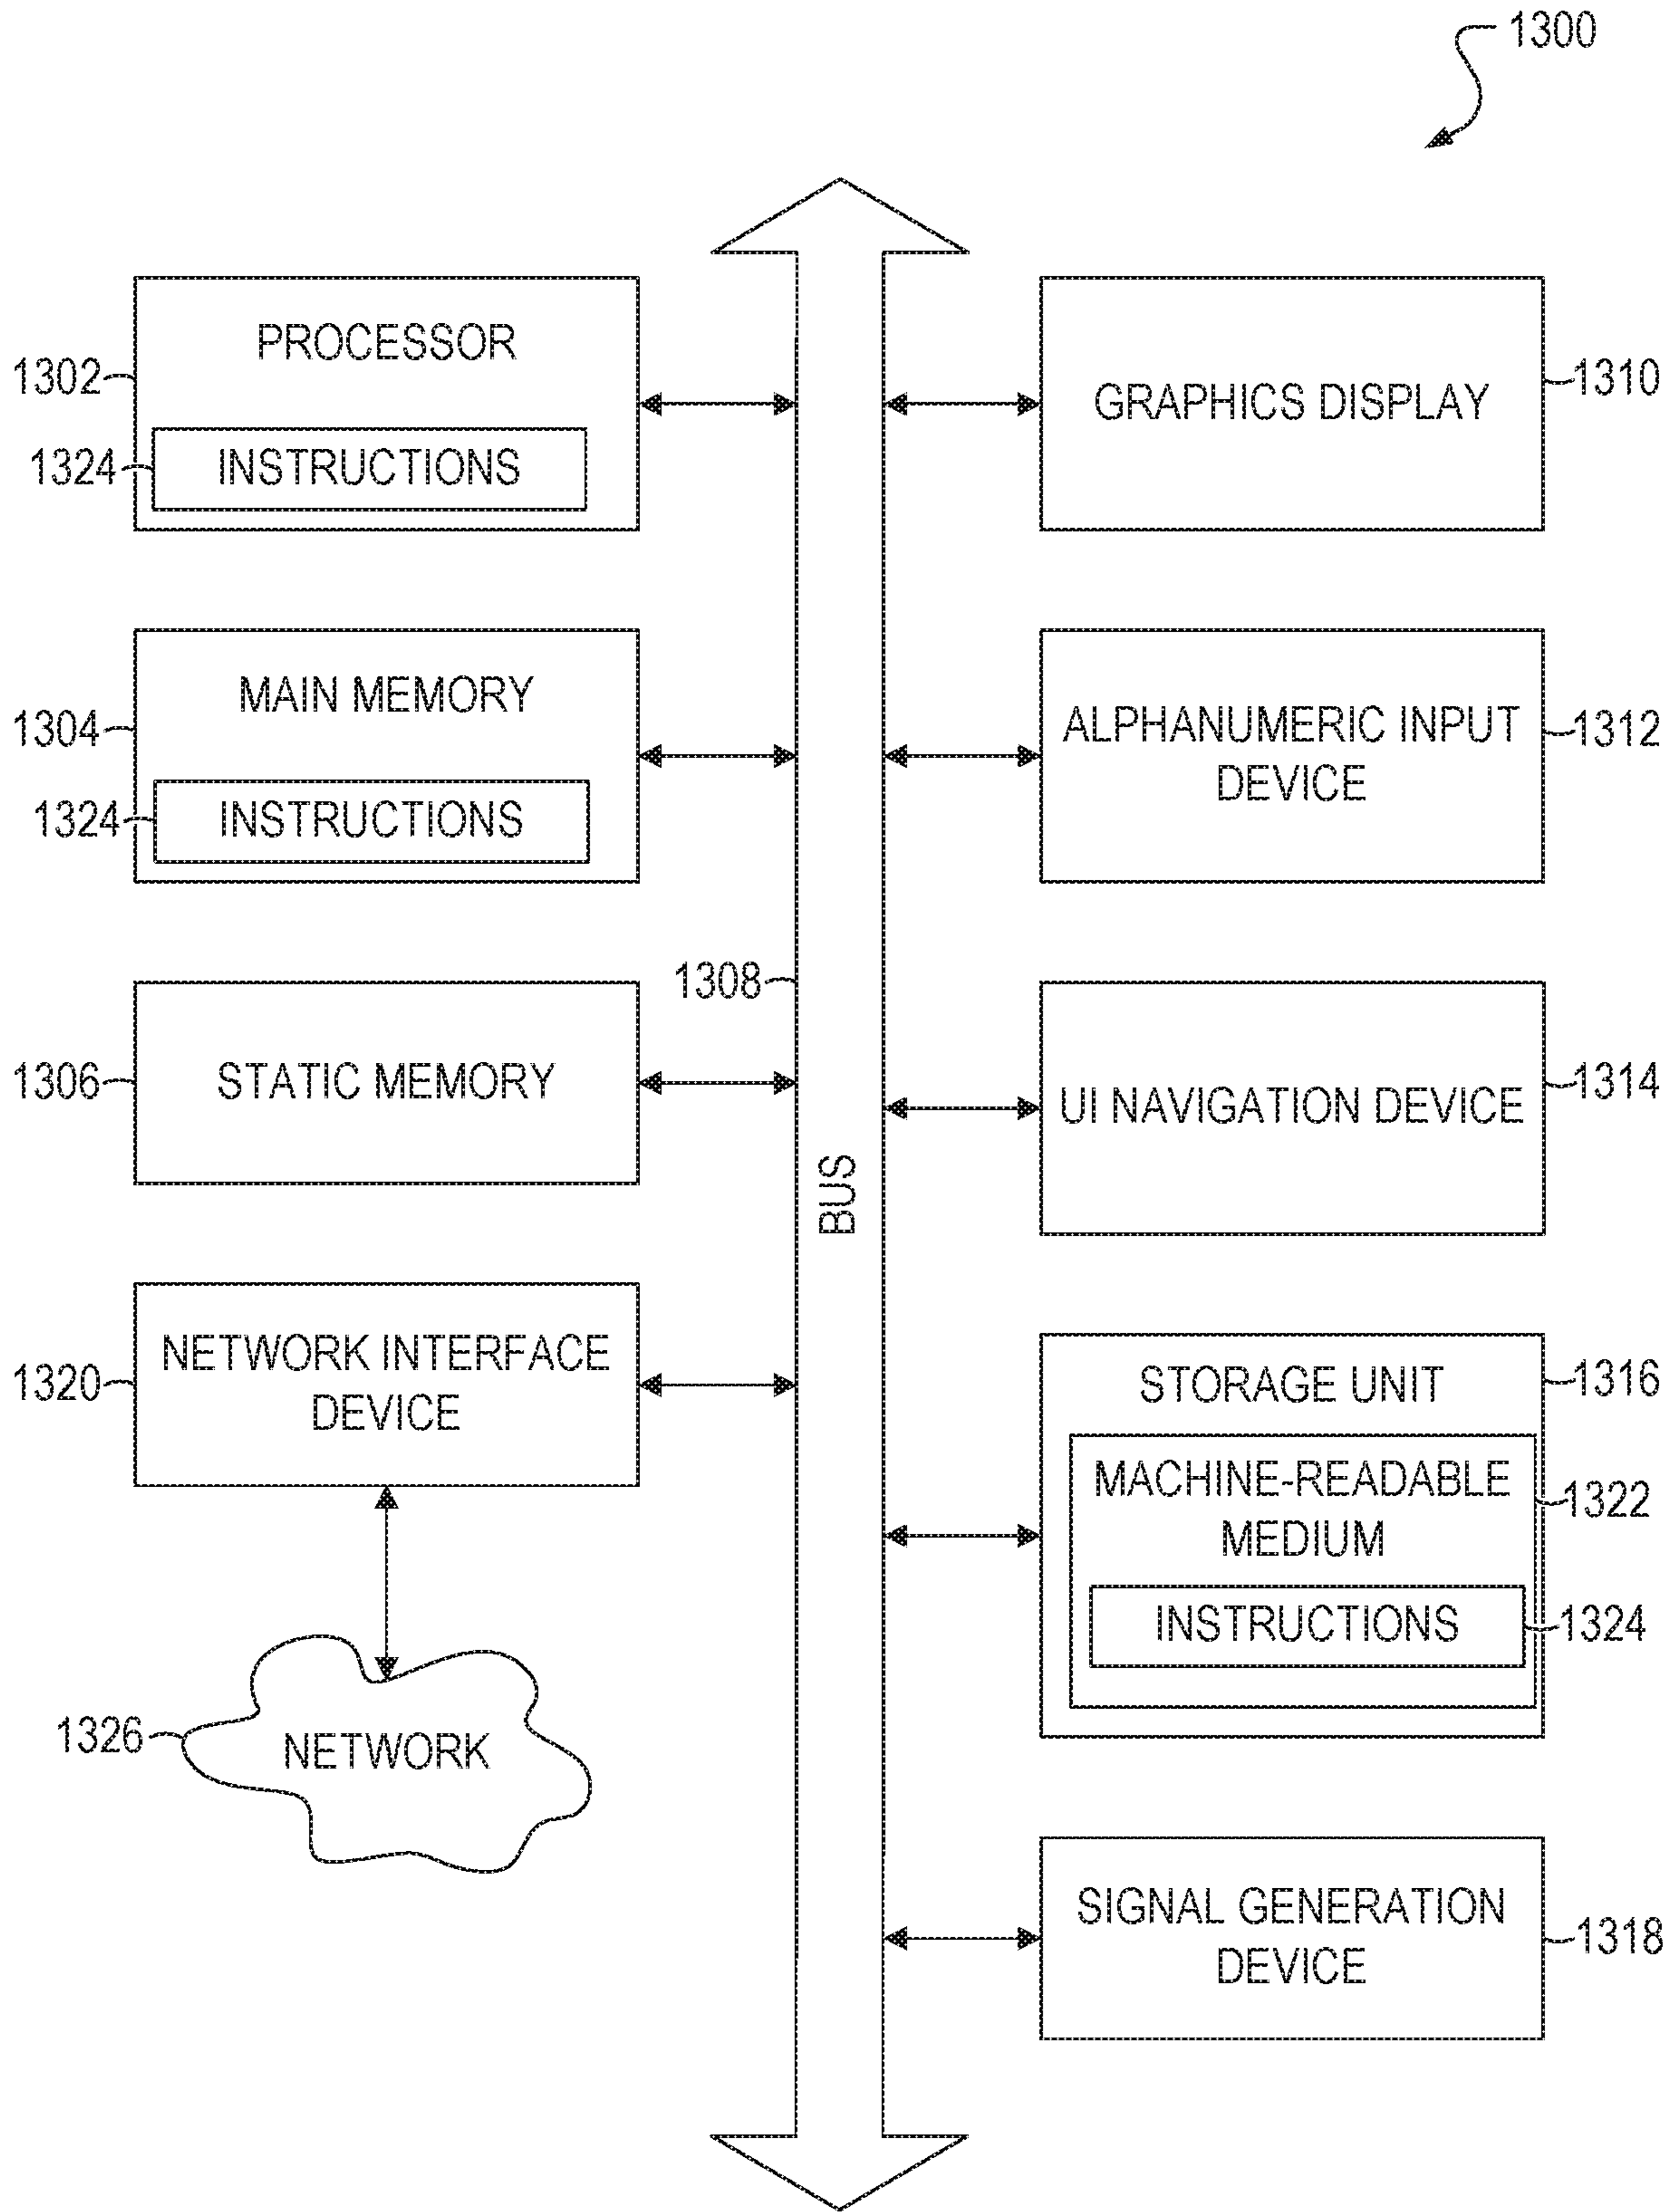 1300
PROCESSOR
1302
1324
INSTRUCTIONS
MAIN MEMORY
1304
1324
INSTRUCTIONS
1308
STATIC MEMORY
1306
NETWORK INTERFACE
DEVICE
1320
NETWORK
1326
BUS
GRAPHICS DISPLAY
1310
ALPHANUMERIC INPUT
DEVICE
1312
UI NAVIGATION DEVICE
1314
STORAGE UNIT
1316
MACHINE-READABLE
MEDIUM
1322
INSTRUCTIONS
1324
SIGNAL GENERATION
DEVICE
1318